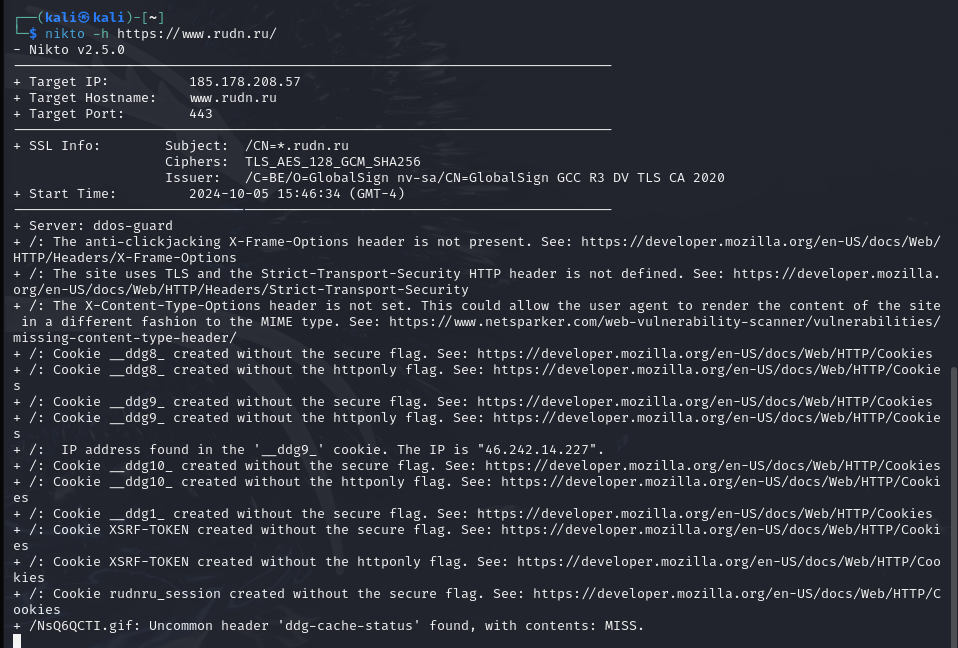 ┌──(kali㉿kali)-[~]
└─$ nikto -h https://www.rudn.ru/
- Nikto v2.5.0
+ Target IP:          185.178.208.57
+ Target Hostname:    www.rudn.ru
+ Target Port:        443
+ SSL Info:        Subject:  /CN=*.rudn.ru
                   Ciphers:  TLS_AES_128_GCM_SHA256
                   Issuer:   /C=BE/O=GlobalSign nv-sa/CN=GlobalSign GCC R3 DV TLS CA 2020
+ Start Time:         2024-10-05 15:46:34 (GMT-4)
+ Server: ddos-guard
+ /: The anti-clickjacking X-Frame-Options header is not present. See: https://developer.mozilla.org/en-US/docs/Web/
HTTP/Headers/X-Frame-Options
+ /: The site uses TLS and the Strict-Transport-Security HTTP header is not defined. See: https://developer.mozilla.
org/en-US/docs/Web/HTTP/Headers/Strict-Transport-Security
+ /: The X-Content-Type-Options header is not set. This could allow the user agent to render the content of the site
 in a different fashion to the MIME type. See: https://www.netsparker.com/web-vulnerability-scanner/vulnerabilities/
missing-content-type-header/
+ /: Cookie __ddg8_ created without the secure flag. See: https://developer.mozilla.org/en-US/docs/Web/HTTP/Cookies
+ /: Cookie __ddg8_ created without the httponly flag. See: https://developer.mozilla.org/en-US/docs/Web/HTTP/Cookie
s
+ /: Cookie __ddg9_ created without the secure flag. See: https://developer.mozilla.org/en-US/docs/Web/HTTP/Cookies
+ /: Cookie __ddg9_ created without the httponly flag. See: https://developer.mozilla.org/en-US/docs/Web/HTTP/Cookie
s
+ /:  IP address found in the '__ddg9_' cookie. The IP is "46.242.14.227".
+ /: Cookie __ddg10_ created without the secure flag. See: https://developer.mozilla.org/en-US/docs/Web/HTTP/Cookies
+ /: Cookie __ddg10_ created without the httponly flag. See: https://developer.mozilla.org/en-US/docs/Web/HTTP/Cooki
es
+ /: Cookie __ddg1_ created without the secure flag. See: https://developer.mozilla.org/en-US/docs/Web/HTTP/Cookies
+ /: Cookie XSRF-TOKEN created without the secure flag. See: https://developer.mozilla.org/en-US/docs/Web/HTTP/Cooki
es
+ /: Cookie XSRF-TOKEN created without the httponly flag. See: https://developer.mozilla.org/en-US/docs/Web/HTTP/Coo
kies
+ /: Cookie rudnru_session created without the secure flag. See: https://developer.mozilla.org/en-US/docs/Web/HTTP/C
ookies
+ /NsQ6QCTI.gif: Uncommon header 'ddg-cache-status' found, with contents: MISS.